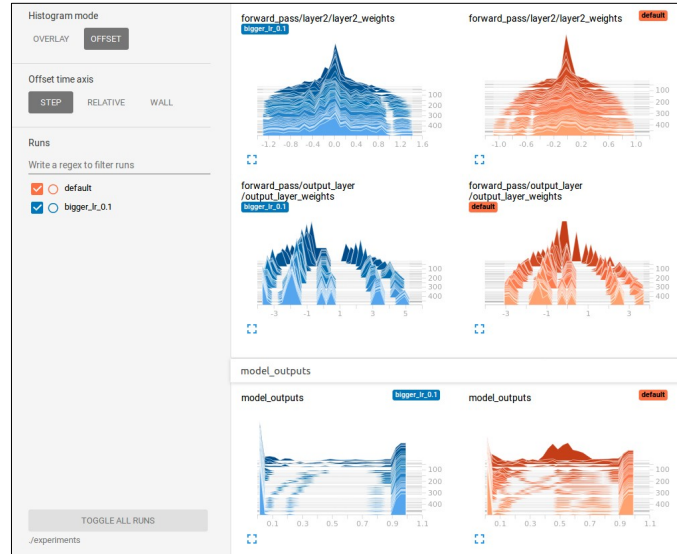 Histogram mode
OVERLAY
OFFSET
Offset time axis
STEP
RELATIVE
WALL
Runs
Write a regex to filter runs
default
bigger_lr_0.1
TOGGLE ALL RUNS
./experiments
forward_pass/layer2/layer2_weights
bigger_lr_0.1
100
200
300
400
-1.2 -0.8 -0.4 0.0 0.4 0.8 1.2 1.6
forward_pass/layer2/layer2_weights
default
100
200
300
400
-1.0 -0.6 -0.2 0.2 0.6 1.0
forward_pass/output_layer
/output_layer_weights
bigger_lr_0.1
100
200
300
400
-3 -1 1 3 5
forward_pass/output_layer
/output_layer_weights
default
100
200
300
400
-3 -1 1 3
model_outputs
model_outputs
bigger_lr_0.1
100
200
300
400
0.1 0.3 0.5 0.7 0.9 1.1
model_outputs
default
100
200
300
400
0.1 0.3 0.5 0.7 0.9 1.1